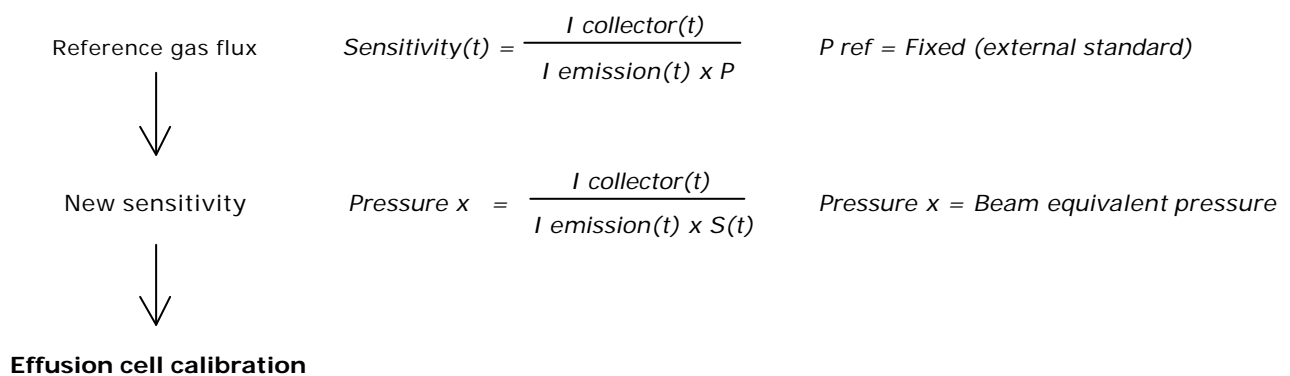 Reference gas flux
Sensitivity(t) = I collector(t) / I emission(t) x P
P ref = Fixed (external standard)
New sensitivity
Pressure x = I collector(t) / I emission(t) x S(t)
Pressure x = Beam equivalent pressure
Effusion cell calibration